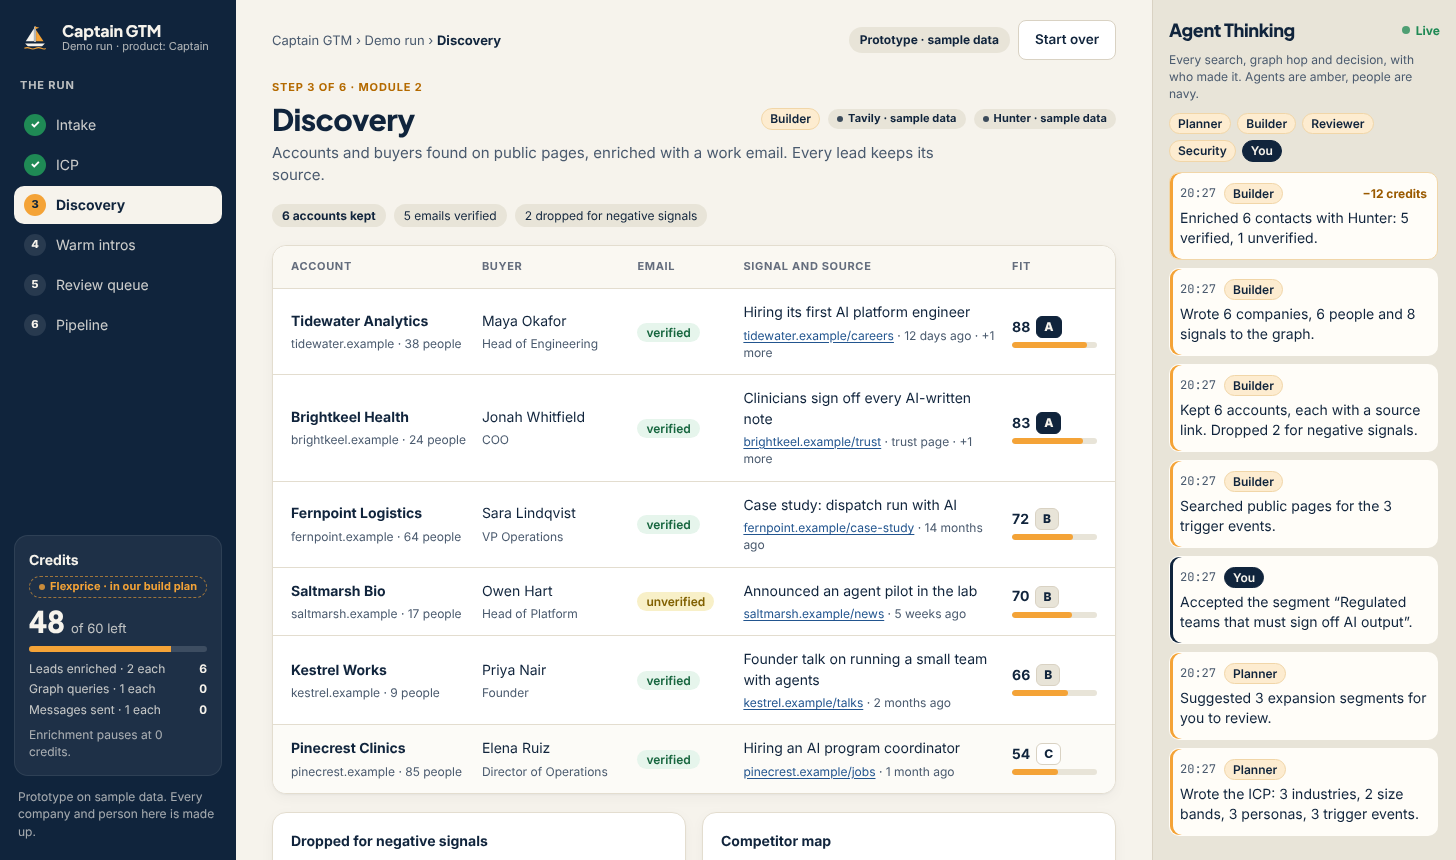 Captain GTM
Demo run · product: Captain
THE RUN
Intake
ICP
3 Discovery
4 Warm intros
5 Review queue
6 Pipeline
Credits
Flexprice · in our build plan
48 of 60 left
Leads enriched · 2 each 6
Graph queries · 1 each 0
Messages sent · 1 each 0
Enrichment pauses at 0
credits.
Prototype on sample data. Every
company and person here is made
up.
Captain GTM › Demo run › Discovery
Prototype · sample data
Start over
STEP 3 OF 6 · MODULE 2
Discovery
Builder
Tavily · sample data
Hunter · sample data
Accounts and buyers found on public pages, enriched with a work email. Every lead keeps its
source.
6 accounts kept
5 emails verified
2 dropped for negative signals
ACCOUNT BUYER EMAIL SIGNAL AND SOURCE FIT
Tidewater Analytics
tidewater.example · 38 people
Maya Okafor
Head of Engineering
verified
Hiring its first AI platform engineer
tidewater.example/careers · 12 days ago · +1
more
88 A
Brightkeel Health
brightkeel.example · 24 people
Jonah Whitfield
COO
verified
Clinicians sign off every AI-written
note
brightkeel.example/trust · trust page · +1
more
83 A
Fernpoint Logistics
fernpoint.example · 64 people
Sara Lindqvist
VP Operations
verified
Case study: dispatch run with AI
fernpoint.example/case-study · 14 months
ago
72 B
Saltmarsh Bio
saltmarsh.example · 17 people
Owen Hart
Head of Platform
unverified
Announced an agent pilot in the lab
saltmarsh.example/news · 5 weeks ago
70 B
Kestrel Works
kestrel.example · 9 people
Priya Nair
Founder
verified
Founder talk on running a small team
with agents
kestrel.example/talks · 2 months ago
66 B
Pinecrest Clinics
pinecrest.example · 85 people
Elena Ruiz
Director of Operations
verified
Hiring an AI program coordinator
pinecrest.example/jobs · 1 month ago
54 C
Dropped for negative signals
Competitor map
Agent Thinking
Live
Every search, graph hop and decision, with
who made it. Agents are amber, people are
navy.
Planner Builder Reviewer
Security You
20:27 Builder −12 credits
Enriched 6 contacts with Hunter: 5
verified, 1 unverified.
20:27 Builder
Wrote 6 companies, 6 people and 8
signals to the graph.
20:27 Builder
Kept 6 accounts, each with a source
link. Dropped 2 for negative signals.
20:27 Builder
Searched public pages for the 3
trigger events.
20:27 You
Accepted the segment “Regulated
teams that must sign off AI output”.
20:27 Planner
Suggested 3 expansion segments for
you to review.
20:27 Planner
Wrote the ICP: 3 industries, 2 size
bands, 3 personas, 3 trigger events.